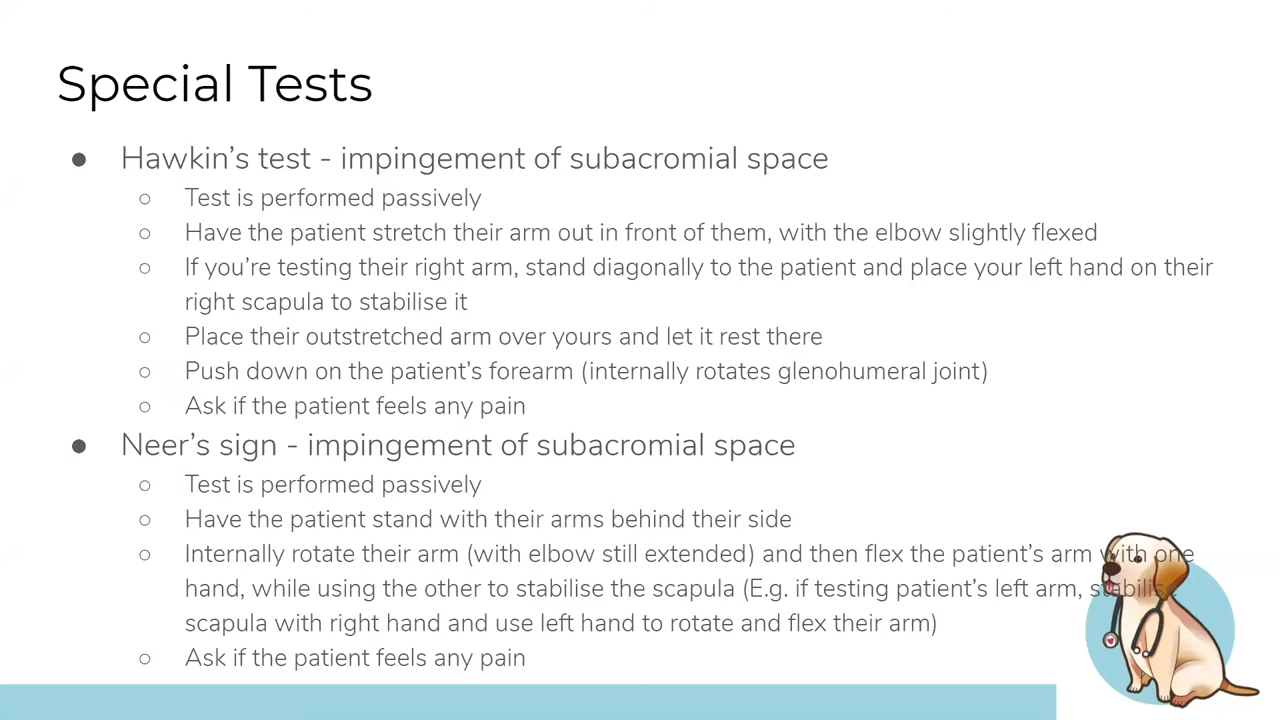 Special Tests
● Hawkin's test - impingement of subacromial space
○ Test is performed passively
○ Have the patient stretch their arm out in front of them, with the elbow slightly flexed
○ If you're testing their right arm, stand diagonally to the patient and place your left hand on their
right scapula to stabilise it
○ Place their outstretched arm over yours and let it rest there
○ Push down on the patient's forearm (internally rotates glenohumeral joint)
○ Ask if the patient feels any pain
● Neer's sign - impingement of subacromial space
○ Test is performed passively
○ Have the patient stand with their arms behind their side
○ Internally rotate their arm (with elbow still extended) and then flex the patient's arm with one
hand, while using the other to stabilise the scapula (E.g. if testing patient's left arm, stabilise
scapula with right hand and use left hand to rotate and flex their arm)
○ Ask if the patient feels any pain